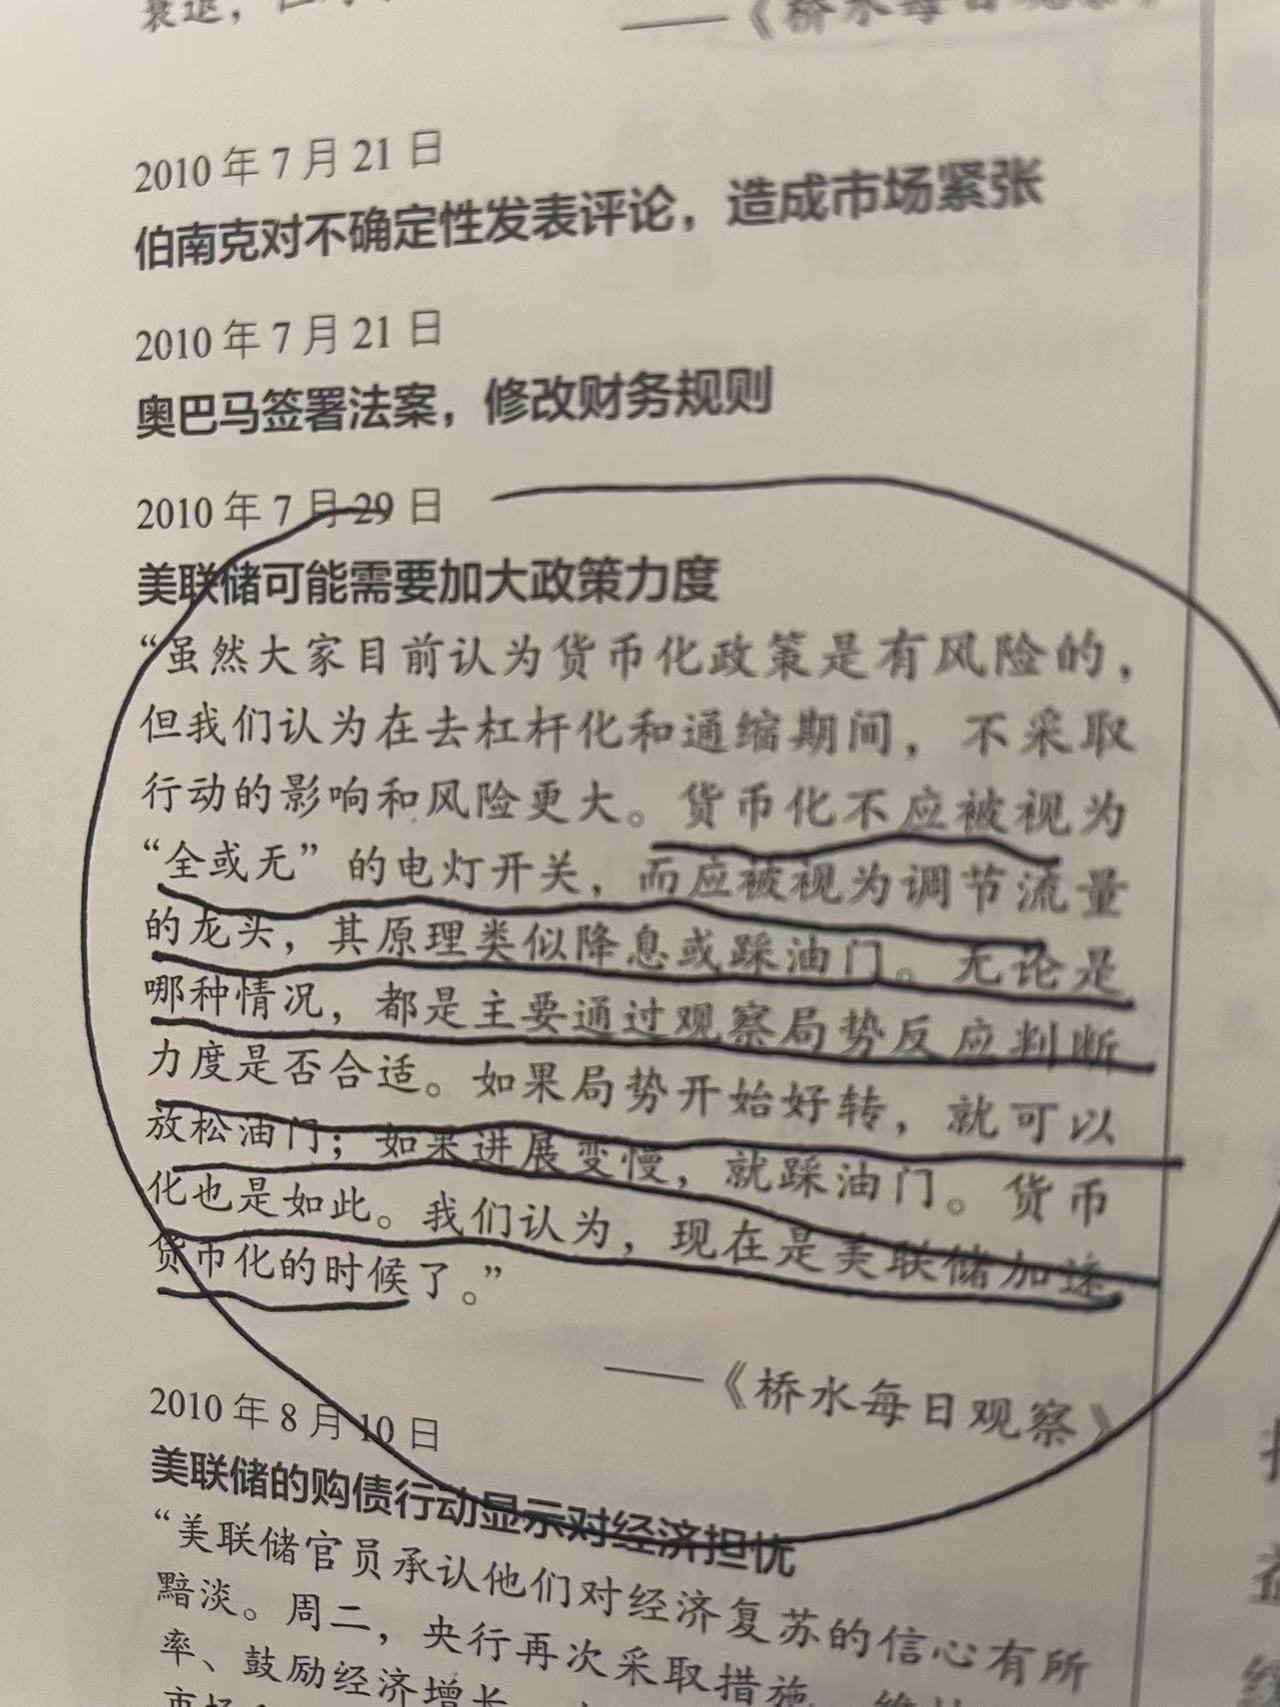 衰退，
——《桥水每日观察》
2010 年 7 月 21 日
伯南克对不确定性发表评论，造成市场紧张
2010 年 7 月 21 日
奥巴马签署法案，修改财务规则
2010 年 7 月 29 日
美联储可能需要加大政策力度
“虽然大家目前认为货币化政策是有风险的，
但我们认为在去杠杆化和通缩期间，不采取
行动的影响和风险更大。货币化不应被视为
“全或无”的电灯开关，而应被视为调节流量
的龙头，其原理类似降息或踩油门。无论是
哪种情况，都是主要通过观察局势反应判断
力度是否合适。如果局势开始好转，就可以
放松油门；如果进展变慢，就踩油门。货币
化也是如此。我们认为，现在是美联储加速
货币化的时候了。”
——《桥水每日观察》
2010 年 8 月 10 日
美联储的购债行动显示对经济担忧
“美联储官员承认他们对经济复苏的信心有所
黯淡。周二，央行再次采取措施，
率、鼓励经济增长
市场